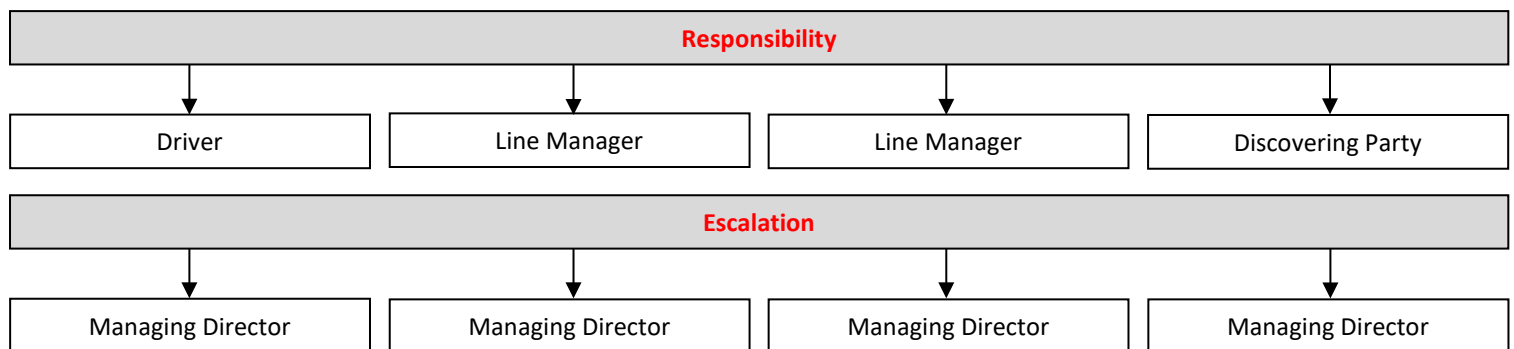 Responsibility
Driver Line Manager Line Manager Discovering Party
Escalation
Managing Director Managing Director Managing Director Managing Director